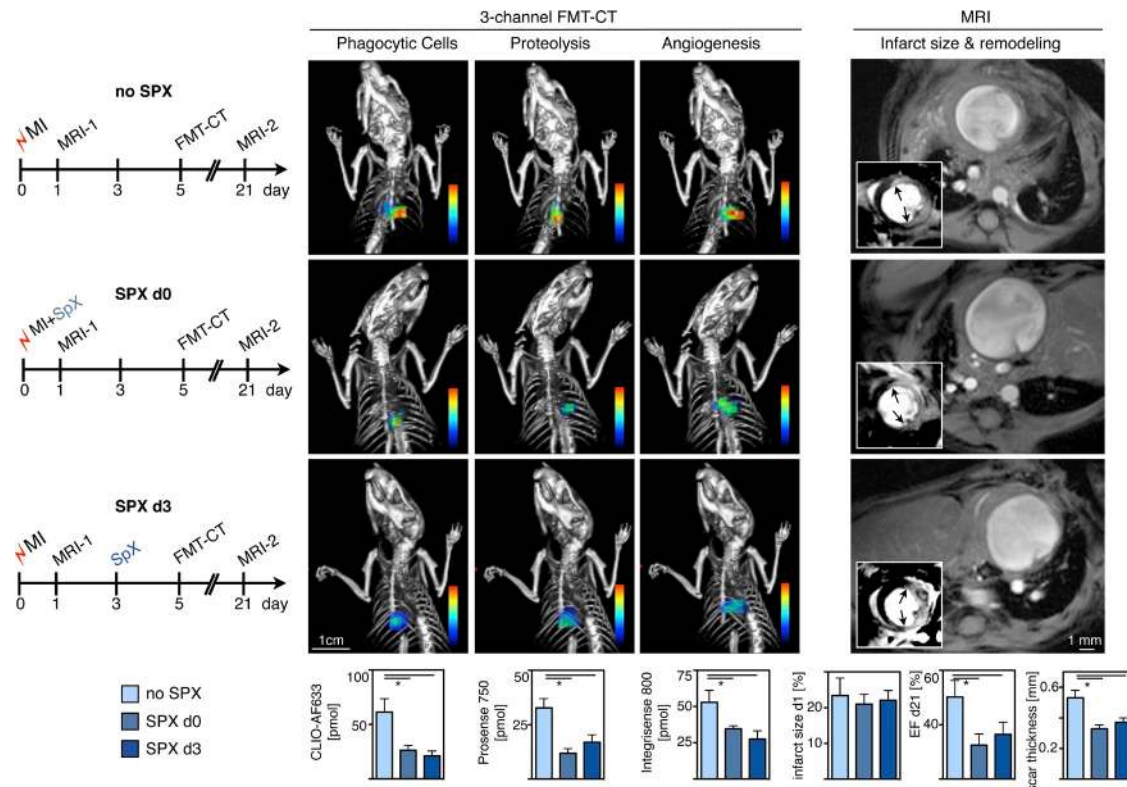 3-channel FMT-CT
MRI
Phagocytic Cells
Proteolysis
Angiogenesis
Infarct size & remodeling
no SPX
MI
MRI-1
FMT-CT
MRI-2
0 1 3 5 21 day
SPX d0
MI+SpX
MRI-1
FMT-CT
MRI-2
0 1 3 5 21 day
SPX d3
MI
MRI-1
SpX
FMT-CT
MRI-2
0 1 3 5 21 day
1cm
1 mm
no SPX
SPX d0
SPX d3
CLIO-AF633
[pmol]
100
50
*
Prosense 750
[pmol]
50
25
*
Integrisense 800
[pmol]
75
50
25
*
infarct size d1 [%]
20
10
EF d21 [%]
60
40
*
scar thickness [mm]
0.6
0.4
*